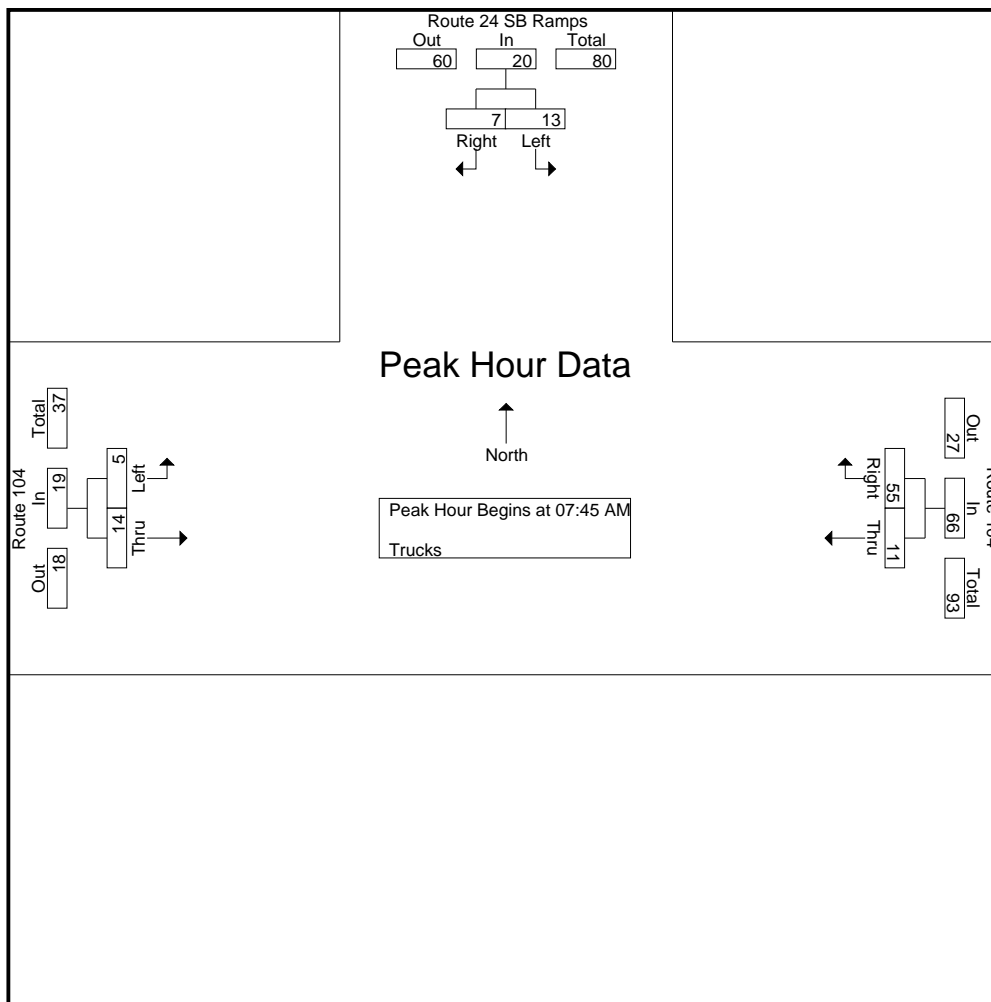 Route 24 SB Ramps
Out In Total
60 20 80
7 13
Right Left
Peak Hour Data
North
Peak Hour Begins at 07:45 AM
Trucks
Route 104
Total In Out
37 19 18
5 14
Left Thru
Out In Total
27 66 93
55 11
Right Thru